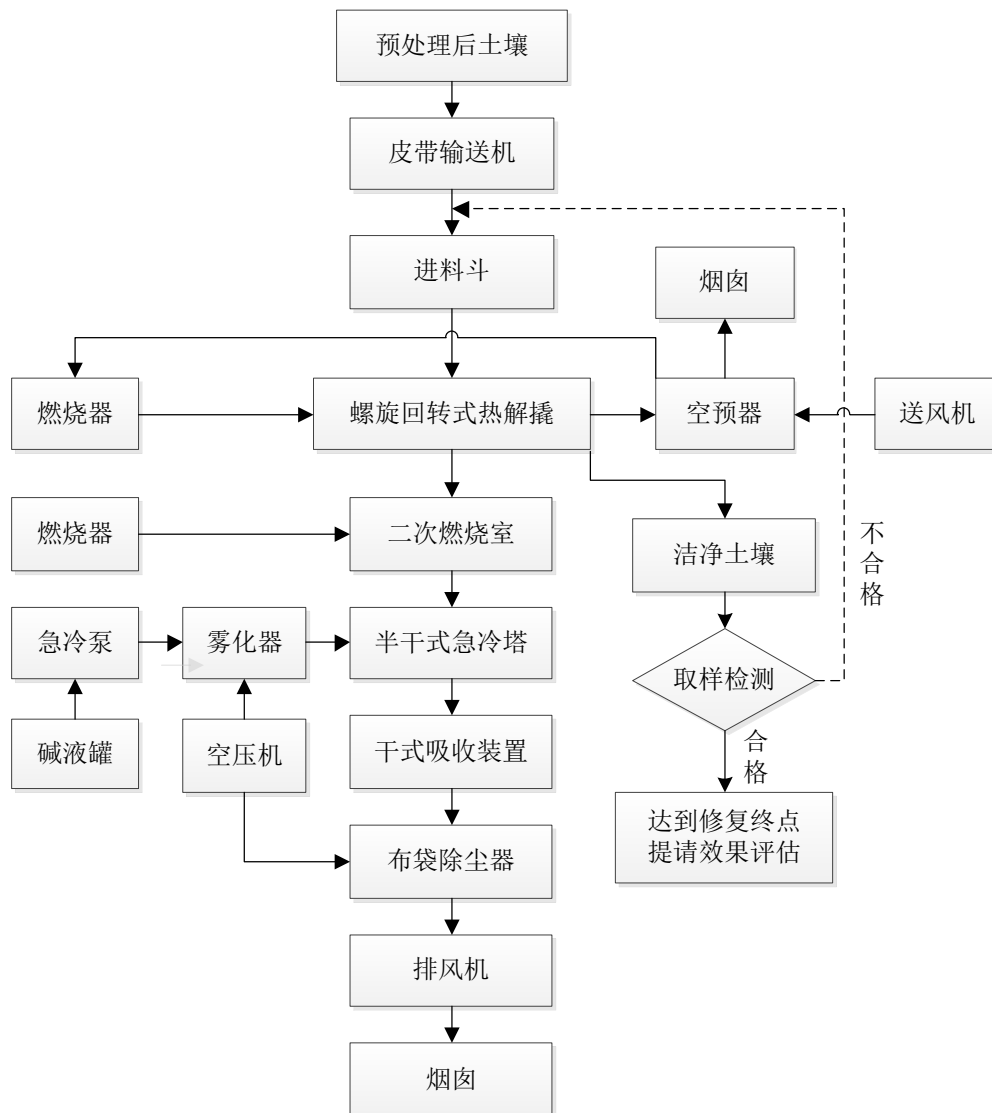 预处理后土壤
皮带输送机
进料斗
烟囱
燃烧器
螺旋回转式热解撬
空预器
送风机
燃烧器
二次燃烧室
洁净土壤
不
合
格
急冷泵
雾化器
半干式急冷塔
取样检测
碱液罐
空压机
干式吸收装置
合
格
布袋除尘器
达到修复终点
提请效果评估
排风机
烟囱